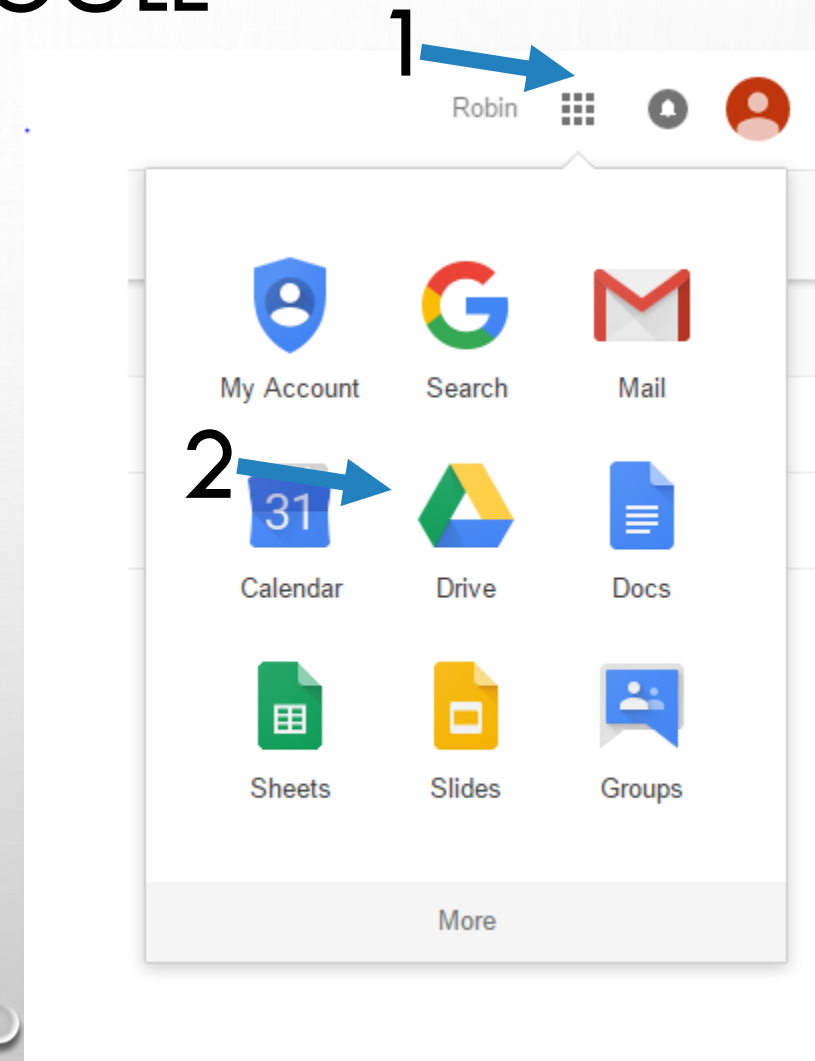 1
Robin
My Account Search Mail
2
31
Calendar Drive Docs
Sheets Slides Groups
More